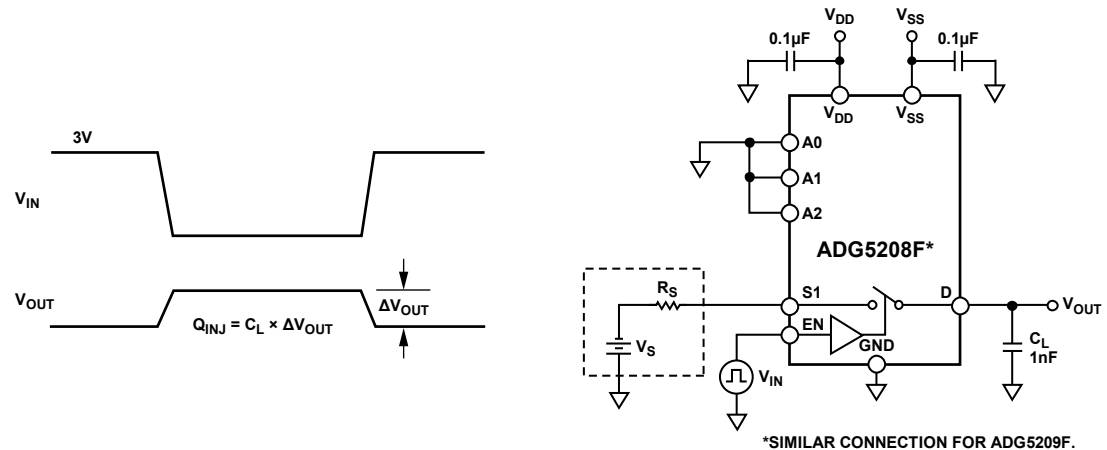 3V
VIN
VOUT
ΔVOUT
QINJ = CL × ΔVOUT
VDD
VSS
0.1µF
0.1µF
VDD
VSS
A0
A1
A2
ADG5208F*
RS
S1
D
VOUT
VS
EN
GND
VIN
CL
1nF
*SIMILAR CONNECTION FOR ADG5209F.